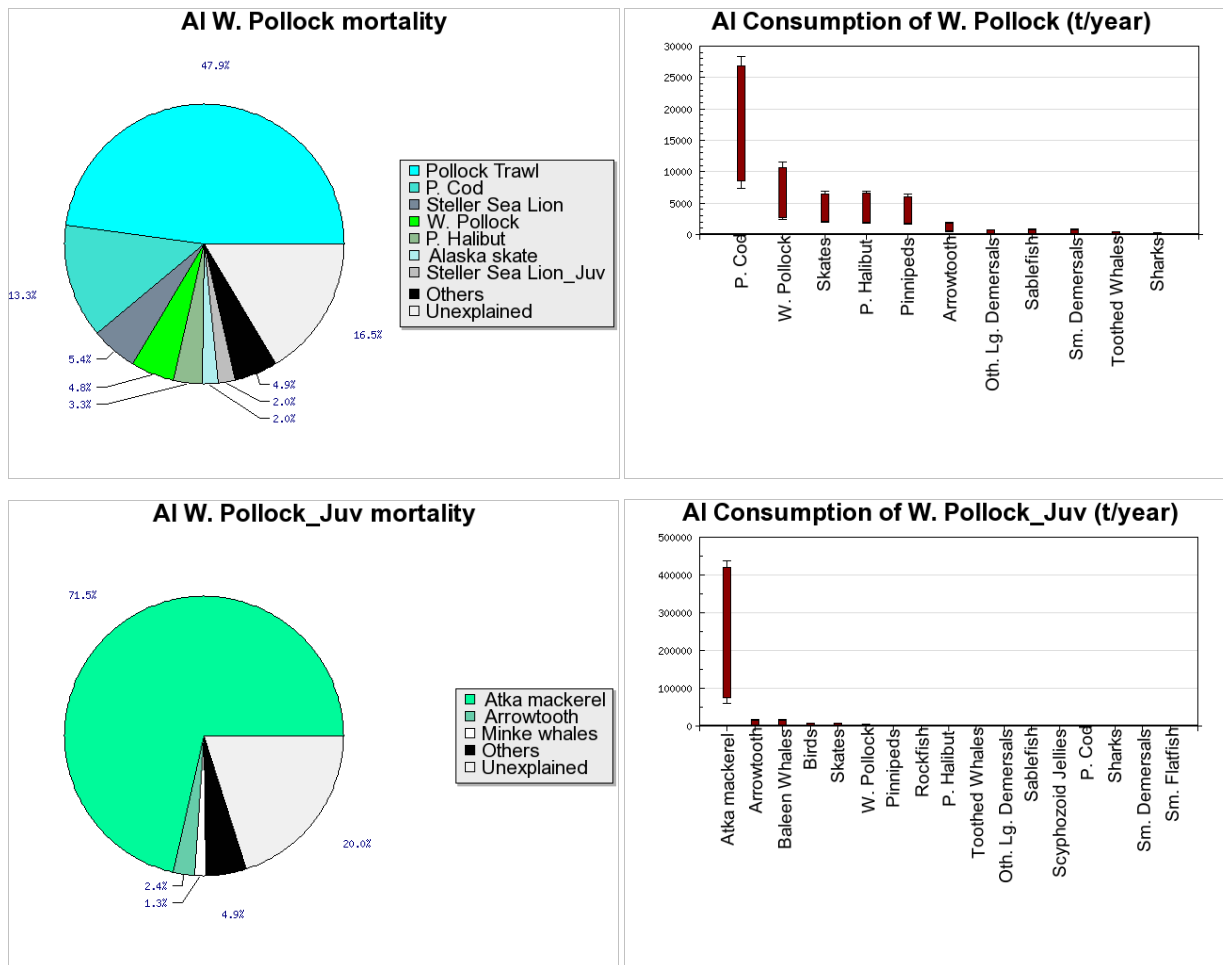 AI W. Pollock mortality
47.9%
13.3%
5.4%
4.8%
3.3%
2.0%
2.0%
4.9%
16.5%
Pollock Trawl
P. Cod
Steller Sea Lion
W. Pollock
P. Halibut
Alaska skate
Steller Sea Lion_Juv
Others
Unexplained
AI Consumption of W. Pollock (t/year)
30000
25000
20000
15000
10000
5000
0
P. Cod
W. Pollock
Skates
P. Halibut
Pinnipeds
Arrowtooth
Oth. Lg. Demersals
Sablefish
Sm. Demersals
Toothed Whales
Sharks
AI W. Pollock_Juv mortality
71.5%
2.4%
1.3%
4.9%
20.0%
Atka mackerel
Arrowtooth
Minke whales
Others
Unexplained
AI Consumption of W. Pollock_Juv (t/year)
500000
400000
300000
200000
100000
0
Atka mackerel
Arrowtooth
Baleen Whales
Birds
Skates
W. Pollock
Pinnipeds
Rockfish
P. Halibut
Toothed Whales
Oth. Lg. Demersals
Sablefish
Scyphozoid Jellies
P. Cod
Sharks
Sm. Demersals
Sm. Flatfish